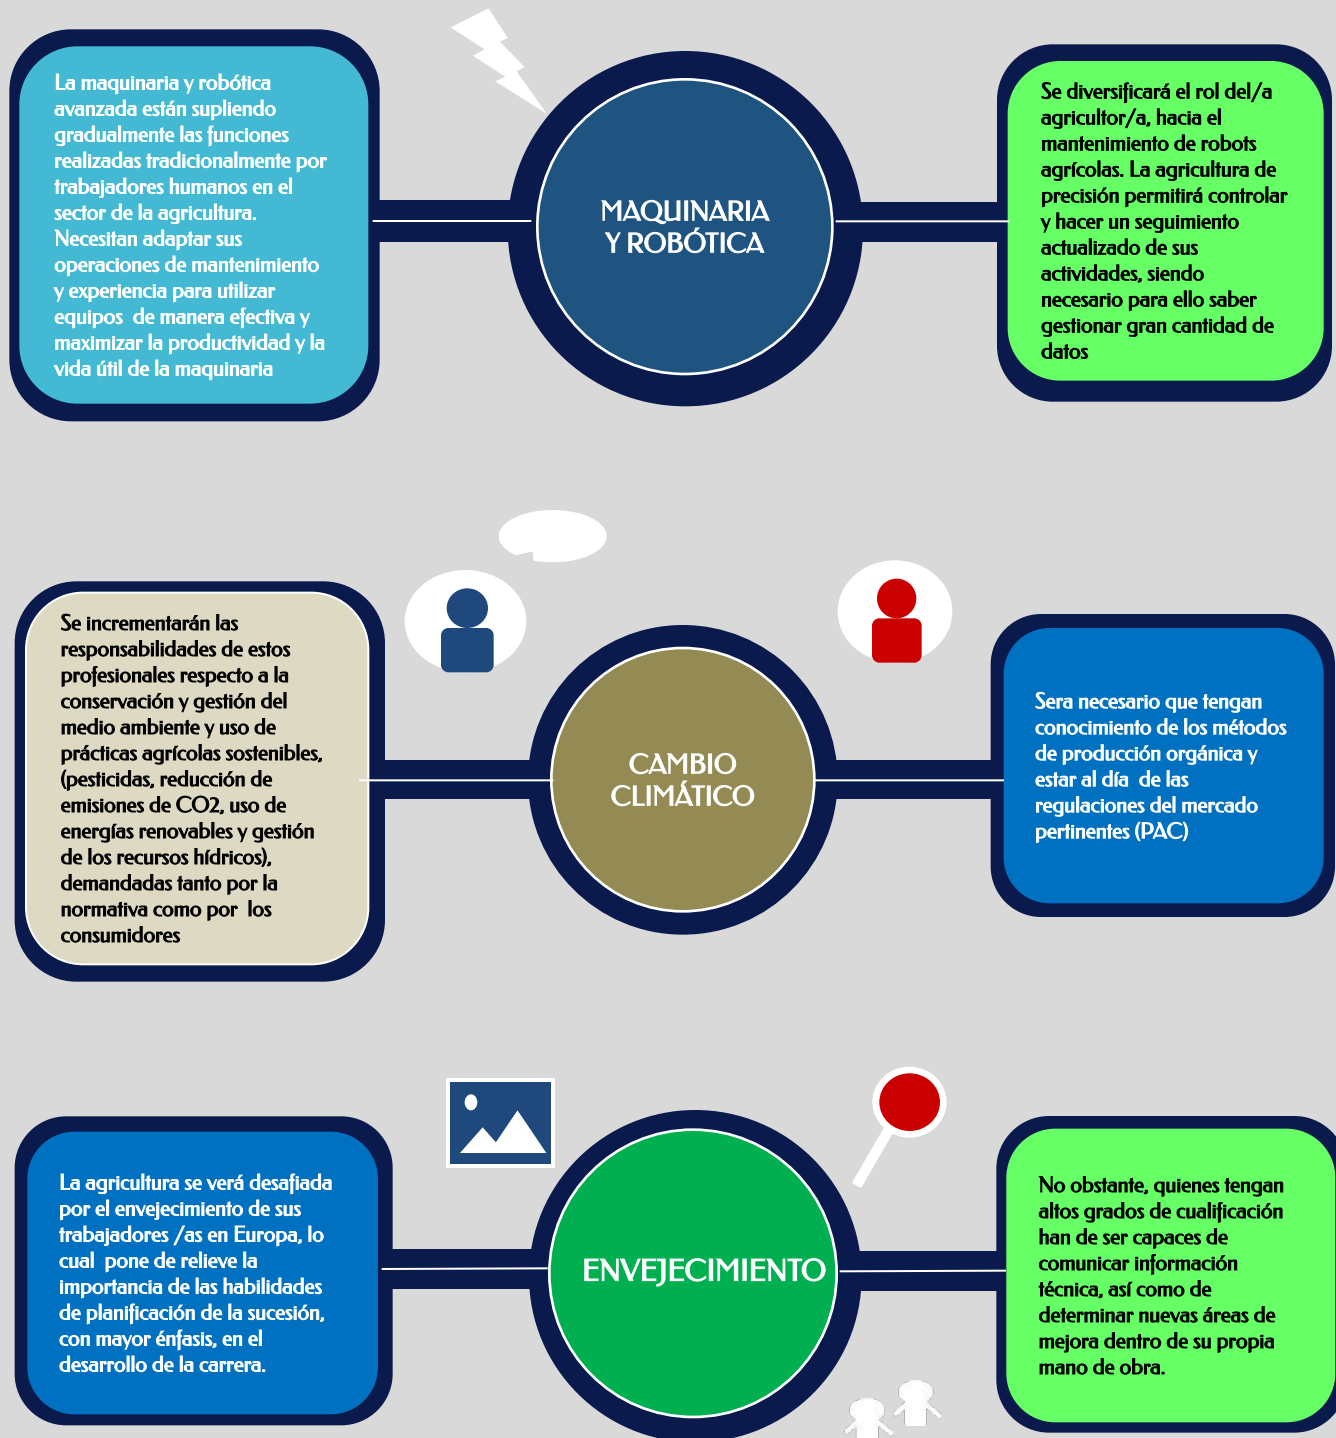 La maquinaria y robótica
avanzada están supliendo
gradualmente las funciones
realizadas tradicionalmente por
trabajadores humanos en el
sector de la agricultura.
Necesitan adaptar sus
operaciones de mantenimiento
y experiencia para utilizar
equipos de manera efectiva y
maximizar la productividad y la
vida útil de la maquinaria
MAQUINARIA
Y ROBÓTICA
Se diversificará el rol del/a
agricultor/a, hacia el
mantenimiento de robots
agrícolas. La agricultura de
precisión permitirá controlar
y hacer un seguimiento
actualizado de sus
actividades, siendo
necesario para ello saber
gestionar gran cantidad de
datos
Se incrementarán las
responsabilidades de estos
profesionales respecto a la
conservación y gestión del
medio ambiente y uso de
prácticas agrícolas sostenibles,
(pesticidas, reducción de
emisiones de CO2, uso de
energías renovables y gestión
de los recursos hídricos),
demandadas tanto por la
normativa como por los
consumidores
CAMBIO
CLIMÁTICO
Sera necesario que tengan
conocimiento de los métodos
de producción orgánica y
estar al día de las
regulaciones del mercado
pertinentes (PAC)
La agricultura se verá desafiada
por el envejecimiento de sus
trabajadores /as en Europa, lo
cual pone de relieve la
importancia de las habilidades
de planificación de la sucesión,
con mayor énfasis, en el
desarrollo de la carrera.
ENVEJECIMIENTO
No obstante, quienes tengan
altos grados de cualificación
han de ser capaces de
comunicar información
técnica, así como de
determinar nuevas áreas de
mejora dentro de su propia
mano de obra.